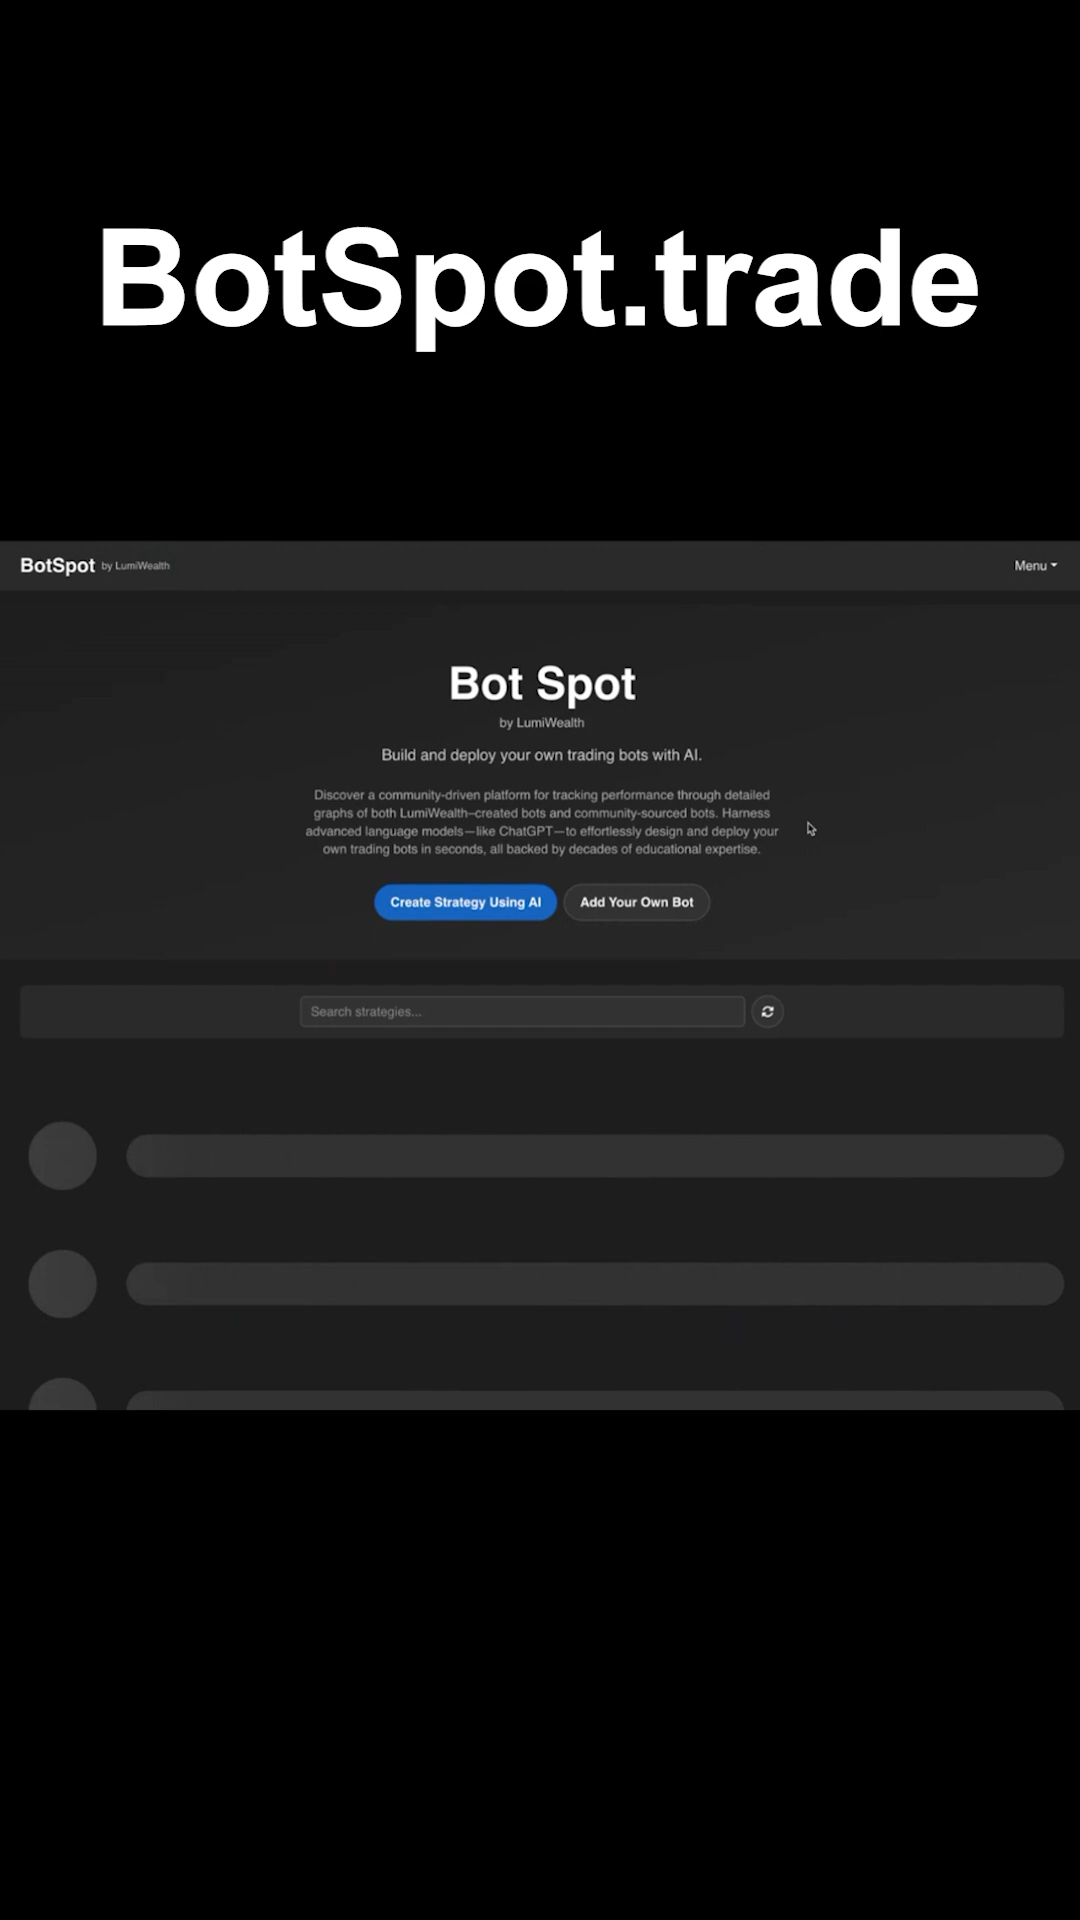 BotSpot.trade
BotSpot by LumiWealth
Menu
Bot Spot
by LumiWealth
Build and deploy your own trading bots with AI.
Discover a community-driven platform for tracking performance through detailed
graphs of both LumiWealth–created bots and community-sourced bots. Harness
advanced language models—like ChatGPT—to effortlessly design and deploy your
own trading bots in seconds, all backed by decades of educational expertise.
Create Strategy Using AI
Add Your Own Bot
Search strategies...